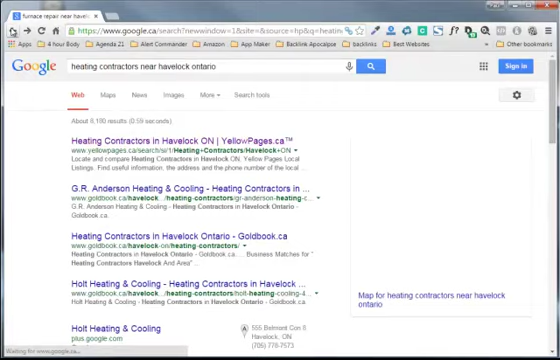 furnace repair near havelo
https://www.google.ca/search?newwindow=1&site=&source=hp&q=heating
Apps 4 hour Body Agenda 21 Alert Commander Amazon App Maker Backlink Apocalypse backlinks Best Websites Other bookmarks
Google heating contractors near havelock ontario Sign in
Web Maps News Images More Search tools
About 8,180 results (0.59 seconds)
Heating Contractors in Havelock ON | YellowPages.ca™
www.yellowpages.ca/search/si/1/Heating+Contractors/Havelock+ON
Locate and compare Heating Contractors in Havelock ON, Yellow Pages Local
Listings. Find useful information, the address and the phone number of the local ...
G.R. Anderson Heating & Cooling - Heating Contractors in ...
www.goldbook.ca/havelock.../heating-contractors/gr-anderson-heating-c...
G.R. Anderson Heating & Cooling - Heating Contractors in Havelock Ontario -
Goldbook.ca.
Heating Contractors in Havelock Ontario - Goldbook.ca
www.goldbook.ca/havelock-on/heating-contractors/
Heating Contractors in Havelock Ontario - Goldbook.ca. ... Business Matches for "
Heating Contractors Havelock And Area" ...
Holt Heating & Cooling - Heating Contractors in Havelock ...
www.goldbook.ca/havelock.../heating-contractors/holt-heating-cooling-4...
Holt Heating & Cooling - Heating Contractors in Havelock Ontario -
Goldbook.ca.
Map for heating contractors near havelock
ontario
Holt Heating & Cooling
plus.google.com
A 555 Belmont Con 8
Havelock, ON
(705) 778-7573
Waiting for www.google.ca...